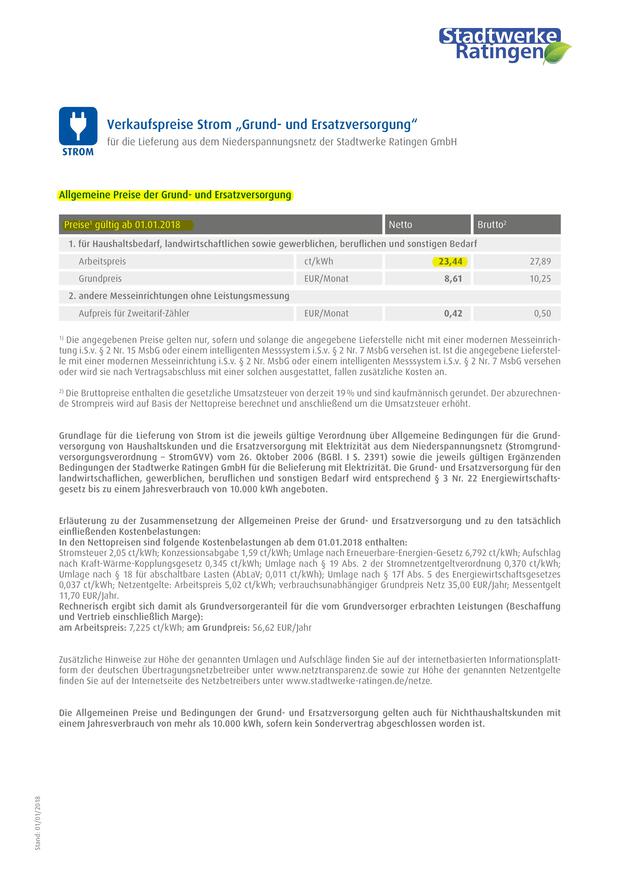 Stadtwerke
Ratingen
Verkaufspreise Strom „Grund- und Ersatzversorgung“
für die Lieferung aus dem Niederspannungsnetz der Stadtwerke Ratingen GmbH
STROM
Allgemeine Preise der Grund- und Ersatzversorgung
Preise¹ gültig ab 01.01.2018 Netto Brutto²
1. für Haushaltsbedarf, landwirtschaftlichen sowie gewerblichen, beruflichen und sonstigen Bedarf
Arbeitspreis ct/kWh 23,44 27,89
Grundpreis EUR/Monat 8,61 10,25
2. andere Messeinrichtungen ohne Leistungsmessung
Aufpreis für Zweitarif-Zähler EUR/Monat 0,42 0,50
¹) Die angegebenen Preise gelten nur, sofern und solange die angegebene Lieferstelle nicht mit einer modernen Messeinrich-
tung i.S.v. § 2 Nr. 15 MsbG oder einem intelligenten Messsystem i.S.v. § 2 Nr. 7 MsbG versehen ist. Ist die angegebene Lieferstel-
le mit einer modernen Messeinrichtung i.S.v. § 2 Nr. MsbG oder einem intelligenten Messsystem i.S.v. § 2 Nr. 7 MsbG versehen
oder wird sie nach Vertragsabschluss mit einer solchen ausgestattet, fallen zusätzliche Kosten an.
²) Die Bruttopreise enthalten die gesetzliche Umsatzsteuer von derzeit 19 % und sind kaufmännisch gerundet. Der abzurechnen-
de Strompreis wird auf Basis der Nettopreise berechnet und anschließend um die Umsatzsteuer erhöht.
Grundlage für die Lieferung von Strom ist die jeweils gültige Verordnung über Allgemeine Bedingungen für die Grund-
versorgung von Haushaltskunden und die Ersatzversorgung mit Elektrizität aus dem Niederspannungsnetz (Stromgrund-
versorgungsverordnung – StromGVV) vom 26. Oktober 2006 (BGBl. I S. 2391) sowie die jeweils gültigen Ergänzenden
Bedingungen der Stadtwerke Ratingen GmbH für die Belieferung mit Elektrizität. Die Grund- und Ersatzversorgung für den
landwirtschaftlichen, gewerblichen, beruflichen und sonstigen Bedarf wird entsprechend § 3 Nr. 22 Energiewirtschafts-
gesetz bis zu einem Jahresverbrauch von 10.000 kWh angeboten.
Erläuterung zu der Zusammensetzung der Allgemeinen Preise der Grund- und Ersatzversorgung und zu den tatsächlich
einfließenden Kostenbelastungen:
In den Nettopreisen sind folgende Kostenbelastungen ab dem 01.01.2018 enthalten:
Stromsteuer 2,05 ct/kWh; Konzessionsabgabe 1,59 ct/kWh; Umlage nach Erneuerbare-Energien-Gesetz 6,792 ct/kWh; Aufschlag
nach Kraft-Wärme-Kopplungsgesetz 0,345 ct/kWh; Umlage nach § 19 Abs. 2 der Stromnetzentgeltverordnung 0,370 ct/kWh;
Umlage nach § 18 für abschaltbare Lasten (AbLaV; 0,011 ct/kWh); Umlage nach § 17f Abs. 5 des Energiewirtschaftsgesetzes
0,037 ct/kWh; Netzentgelte: Arbeitspreis 5,02 ct/kWh; verbrauchsunabhängiger Grundpreis Netz 35,00 EUR/Jahr; Messentgelt
11,70 EUR/Jahr.
Rechnerisch ergibt sich damit als Grundversorgeranteil für die vom Grundversorger erbrachten Leistungen (Beschaffung
und Vertrieb einschließlich Marge):
am Arbeitspreis: 7,225 ct/kWh; am Grundpreis: 56,62 EUR/Jahr
Zusätzliche Hinweise zur Höhe der genannten Umlagen und Aufschläge finden Sie auf der internetbasierten Informationsplatt-
form der deutschen Übertragungsnetzbetreiber unter www.netztransparenz.de sowie zur Höhe der genannten Netzentgelte
finden Sie auf der Internetseite des Netzbetreibers unter www.stadtwerke-ratingen.de/netze.
Die Allgemeinen Preise und Bedingungen der Grund- und Ersatzversorgung gelten auch für Nichthaushaltskunden mit
einem Jahresverbrauch von mehr als 10.000 kWh, sofern kein Sondervertrag abgeschlossen worden ist.
Stand: 01/01/2018